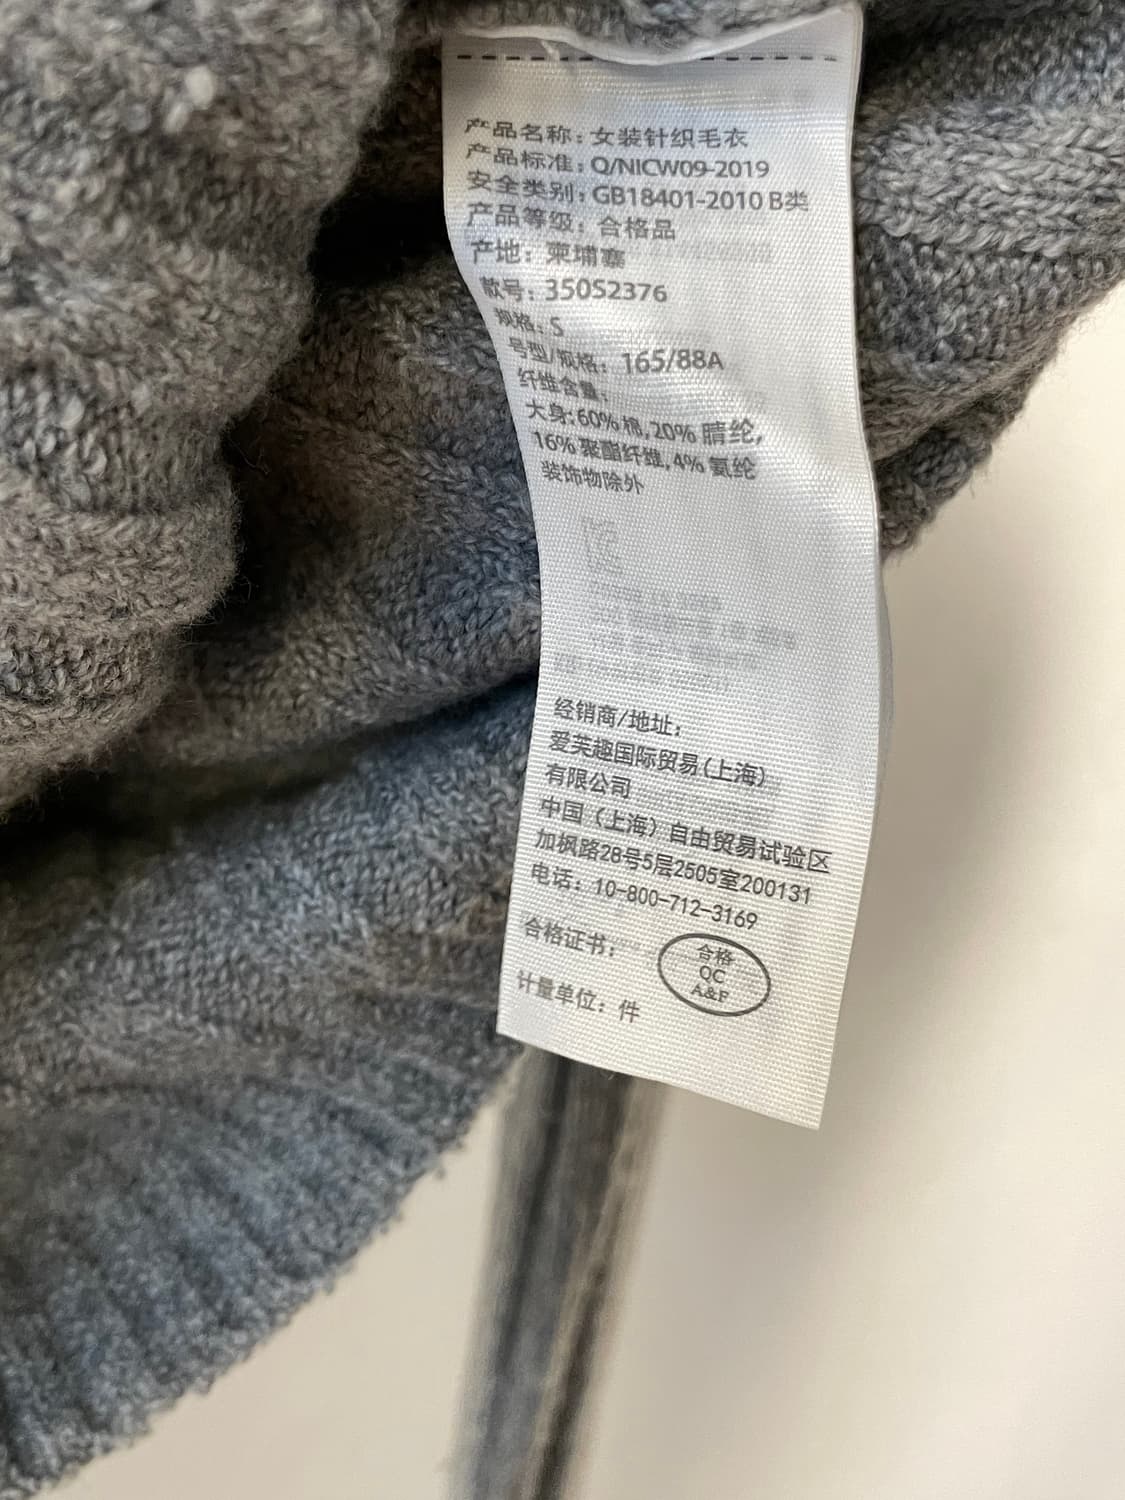 产品名称: 女装针织毛衣
产品标准: Q/NICW09-2019
安全类别: GB18401-2010 B类
产品等级: 合格品
产地: 柬埔寨
款号: 35052376
规格: S
号型/规格: 165/88A
纤维含量:
大身:60% 棉,20% 腈纶,
16% 聚酯纤维,4% 氨纶
装饰物除外
经销商/地址:
爱芙趣国际贸易(上海)
有限公司
中国（上海）自由贸易试验区
加枫路28号5层2505室200131
电话: 10-800-712-3169
合格证书:
合格
QC
A&F
计量单位: 件